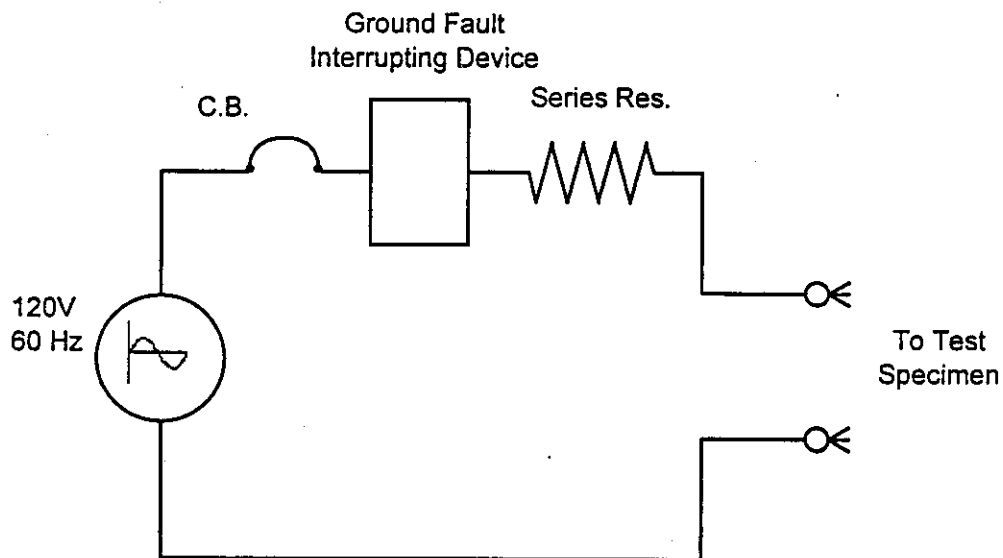 Ground Fault
Interrupting Device
C.B.
Series Res.
120V
60 Hz
To Test
Specimen